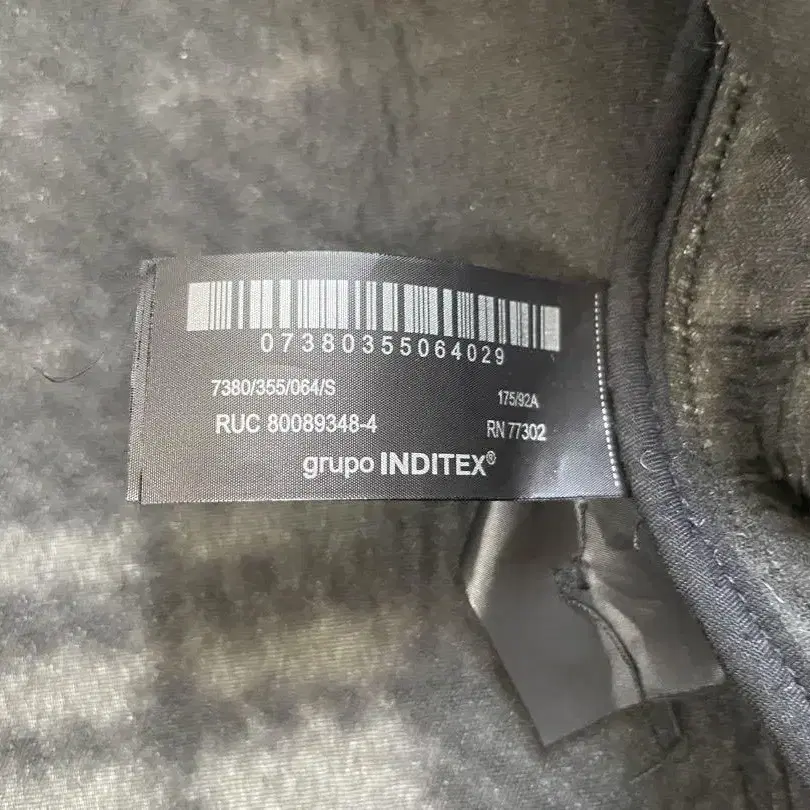 07380355064029
7380/355/064/S
175/92A
RUC 80089348-4
RN 77302
grupo INDITEX®